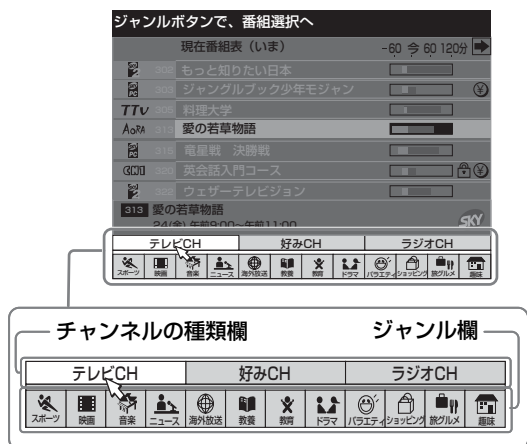 ジャンルボタンで、番組選択へ
現在番組表（いま） -60 今 60 120分
302 もっと知りたい日本
303 ジャングルブック少年モジャン
TTv 306 料理大学
AoRA 313 愛の若草物語
315 竜星戦 決勝戦
320 英会話入門コース
322 ウェザーテレビジョン
313 愛の若草物語
24(金) 午前9:00～午前11:00 SKY
テレビCH 好みCH ラジオCH
スポーツ 映画 音楽 ニュース 海外放送 教養 教育 ドラマ バラエティ ショッピング 旅グルメ 趣味
チャンネルの種類欄 ジャンル欄
テレビCH 好みCH ラジオCH
スポーツ 映画 音楽 ニュース 海外放送 教養 教育 ドラマ バラエティ ショッピング 旅グルメ 趣味